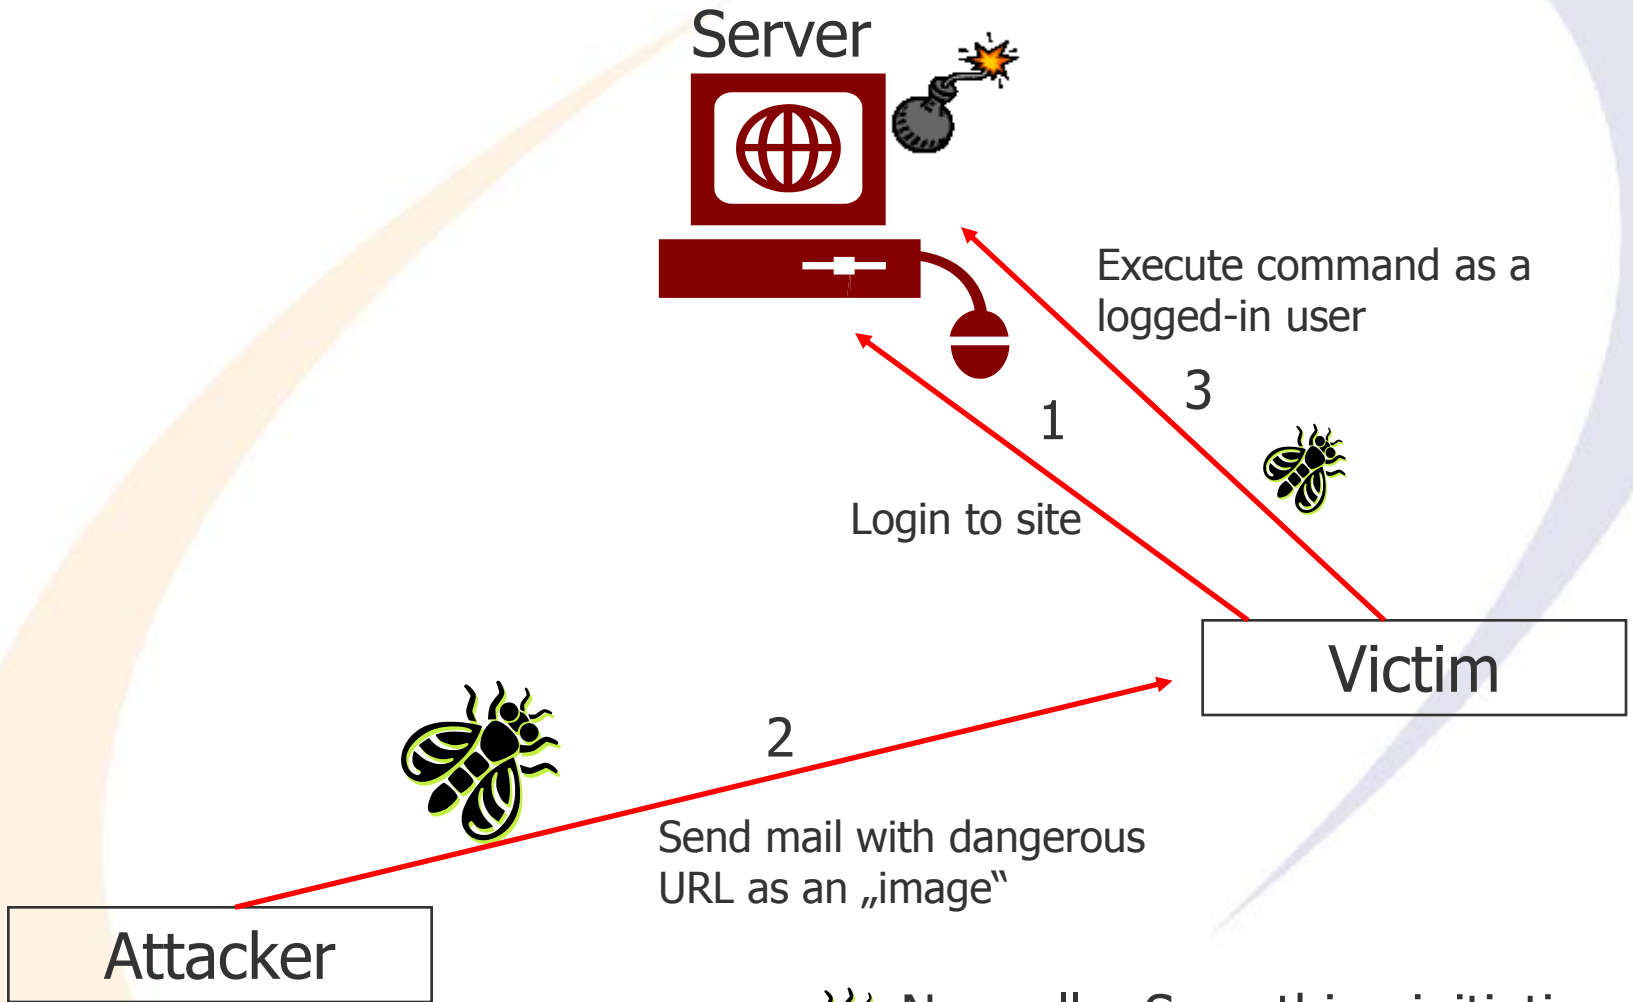 Server
Execute command as a
logged-in user
3
1
Login to site
Victim
2
Send mail with dangerous
URL as an „image“
Attacker